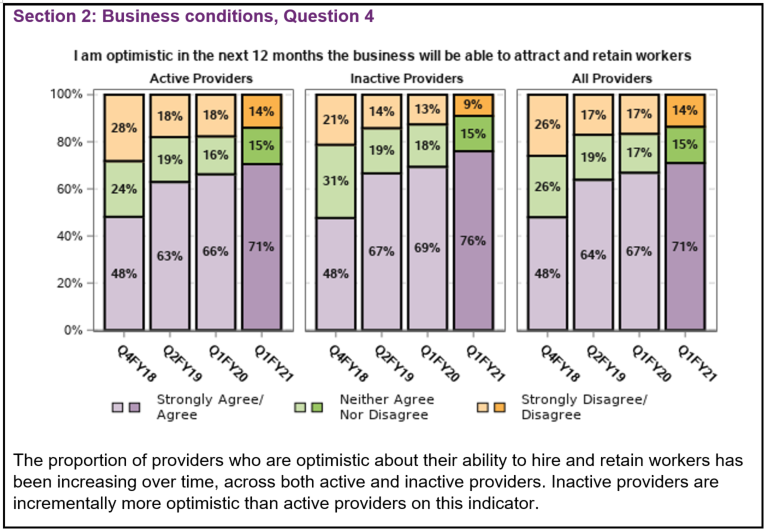 Section 2: Business conditions, Question 4
I am optimistic in the next 12 months the business will be able to attract and retain workers
Active Providers
Inactive Providers
All Providers
100%
80%
60%
40%
20%
0%
28%
18%
18%
14%
24%
19%
16%
15%
48%
63%
66%
71%
21%
14%
13%
9%
31%
19%
18%
15%
48%
67%
69%
76%
26%
17%
17%
14%
26%
19%
17%
15%
48%
64%
67%
71%
Q4FY18
Q2FY19
Q1FY20
Q1FY21
Q4FY18
Q2FY19
Q1FY20
Q1FY21
Q4FY18
Q2FY19
Q1FY20
Q1FY21
Strongly Agree/
Agree
Neither Agree
Nor Disagree
Strongly Disagree/
Disagree
The proportion of providers who are optimistic about their ability to hire and retain workers has
been increasing over time, across both active and inactive providers. Inactive providers are
incrementally more optimistic than active providers on this indicator.